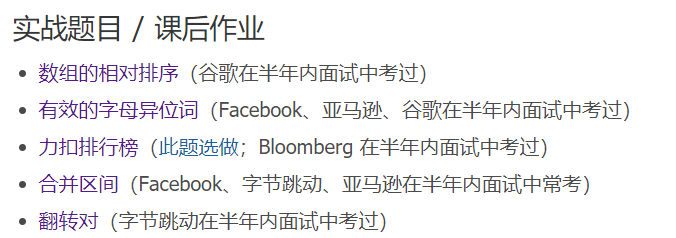 实战题目 / 课后作业
数组的相对排序（谷歌在半年内面试中考过）
有效的字母异位词（Facebook、亚马逊、谷歌在半年内面试中考过）
力扣排行榜（此题选做；Bloomberg 在半年内面试中考过）
合并区间（Facebook、字节跳动、亚马逊在半年内面试中常考）
翻转对（字节跳动在半年内面试中考过）